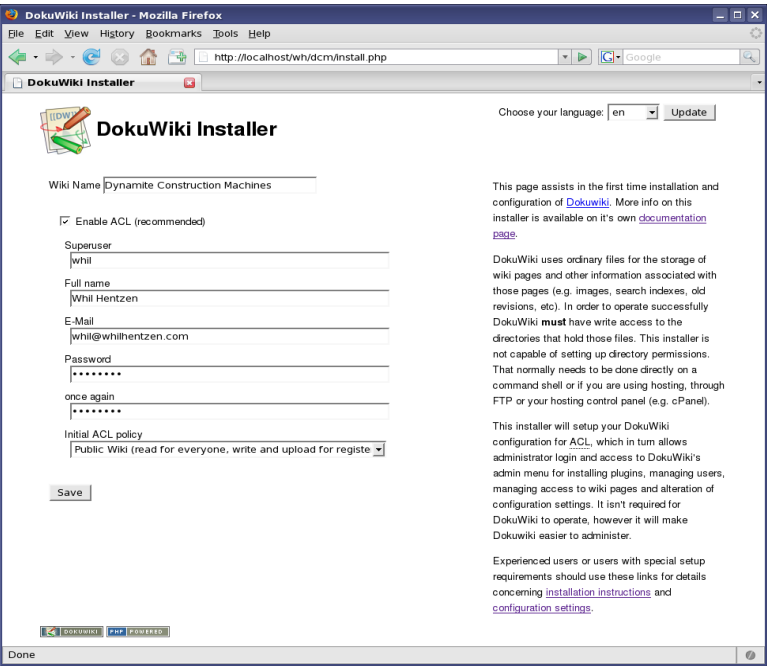 DokuWiki Installer - Mozilla Firefox
File Edit View History Bookmarks Tools Help
http://localhost/wh/dcm/install.php
G Google
DokuWiki Installer
[[DW
DokuWiki Installer
Choose your language: en Update
Wiki Name Dynamite Construction Machines
Enable ACL (recommended)
Superuser
whil
Full name
Whil Hentzen
E-Mail
whil@whilhentzen.com
Password
••••••••
once again
••••••••
Initial ACL policy
Public Wiki (read for everyone, write and upload for registe
Save
This page assists in the first time installation and
configuration of Dokuwiki. More info on this
installer is available on it's own documentation
page.
DokuWiki uses ordinary files for the storage of
wiki pages and other information associated with
those pages (e.g. images, search indexes, old
revisions, etc). In order to operate successfully
DokuWiki must have write access to the
directories that hold those files. This installer is
not capable of setting up directory permissions.
That normally needs to be done directly on a
command shell or if you are using hosting, through
FTP or your hosting control panel (e.g. cPanel).
This installer will setup your DokuWiki
configuration for ACL, which in turn allows
administrator login and access to DokuWiki's
admin menu for installing plugins, managing users,
managing access to wiki pages and alteration of
configuration settings. It isn't required for
DokuWiki to operate, however it will make
Dokuwiki easier to administer.
Experienced users or users with special setup
requirements should use these links for details
concerning installation instructions and
configuration settings.
DOKUWIKI PHP POWERED
Done